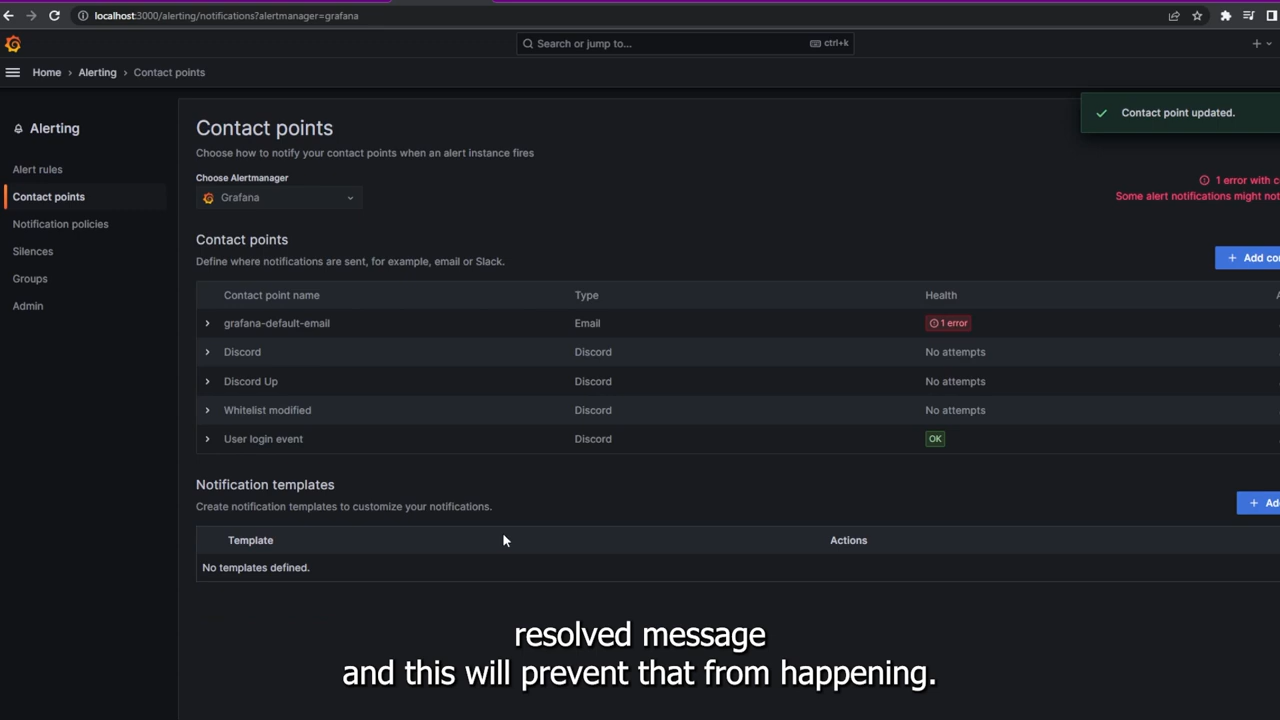 localhost:3000/alerting/notifications?alertmanager=grafana
Search or jump to... ctrl+k
Home > Alerting > Contact points
Contact point updated.
Alerting
Alert rules
Contact points
Notification policies
Silences
Groups
Admin
Contact points
Choose how to notify your contact points when an alert instance fires
Choose Alertmanager
Grafana
1 error with
Some alert notifications might
Contact points
Define where notifications are sent, for example, email or Slack.
+ Add
Contact point name Type Health
grafana-default-email Email 1 error
Discord Discord No attempts
Discord Up Discord No attempts
Whitelist modified Discord No attempts
User login event Discord OK
Notification templates
Create notification templates to customize your notifications.
Template Actions
No templates defined.
resolved message
and this will prevent that from happening.